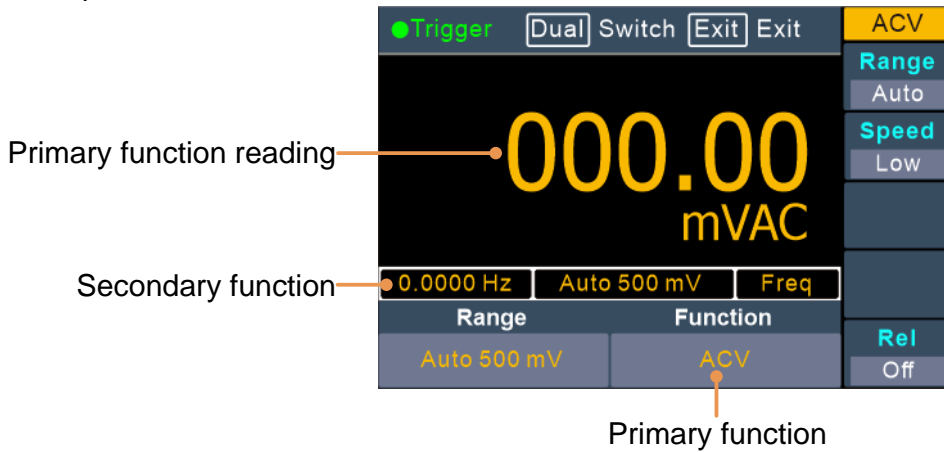 Trigger Dual Switch Exit Exit
ACV
Range
Auto
Speed
Low
Primary function reading
000.00
mVAC
Secondary function
0.0000 Hz Auto 500 mV Freq
Range Function
Auto 500 mV ACV
Rel
Off
Primary function